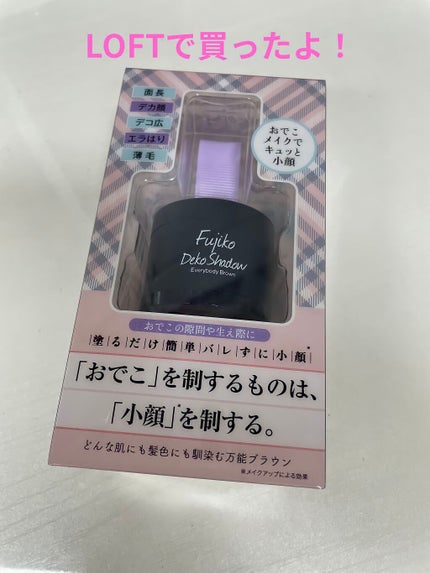 LOFTで買ったよ！
面長
デカ顔
デコ広
エラはり
薄毛
おでこ
メイクで
キュッと
小顔
Fujiko
Deko Shadow
Everybody Brown
おでこの隙間や生え際に
塗るだけ簡単バレずに小顔*
「おでこ」を制するものは、
「小顔」*を制する。
どんな肌にも髪色にも馴染む万能ブラウン
※メイクアップによる効果